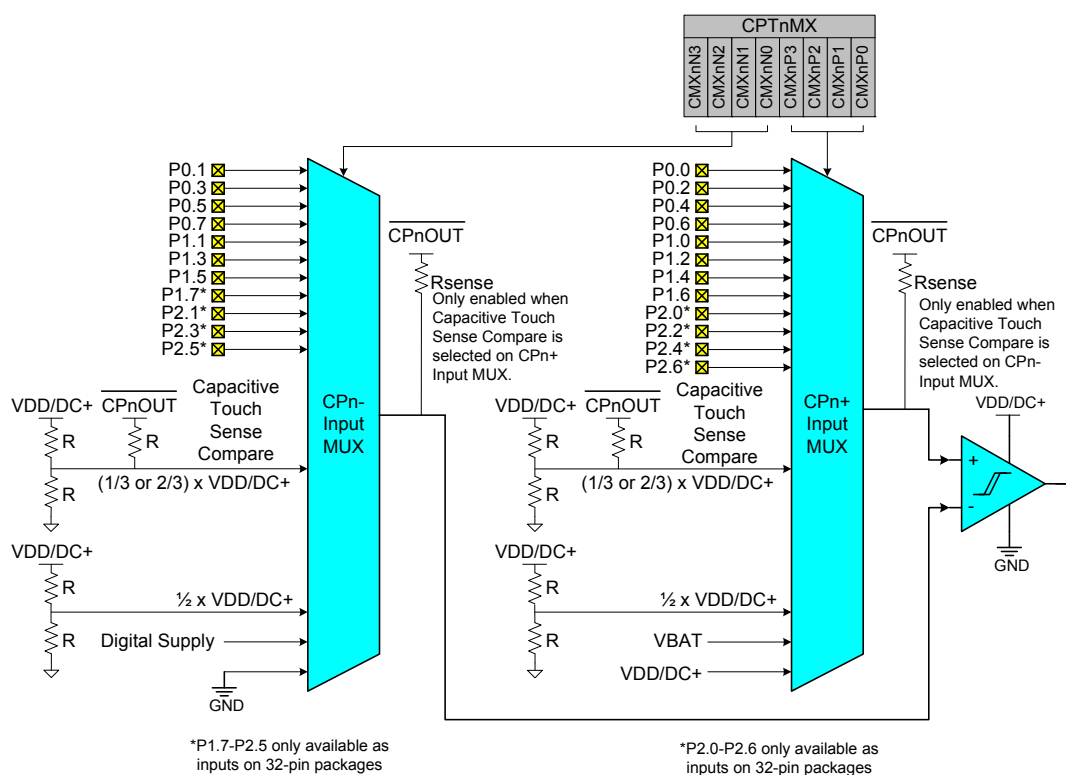 CPTnMX
CMXnN3
CMXnN2
CMXnN1
CMXnN0
CMXnP3
CMXnP2
CMXnP1
CMXnP0
P0.1
P0.3
P0.5
P0.7
P1.1
P1.3
P1.5
P1.7*
P2.1*
P2.3*
P2.5*
CPnOUT
Rsense
Only enabled when
Capacitive Touch
Sense Compare is
selected on CPn+
Input MUX.
VDD/DC+
R
R
CPnOUT
R
Capacitive
Touch
Sense
Compare
(1/3 or 2/3) x VDD/DC+
CPn-
Input
MUX
VDD/DC+
R
R
½ x VDD/DC+
Digital Supply
GND
*P1.7-P2.5 only available as
inputs on 32-pin packages
P0.0
P0.2
P0.4
P0.6
P1.0
P1.2
P1.4
P1.6
P2.0*
P2.2*
P2.4*
P2.6*
CPnOUT
Rsense
Only enabled when
Capacitive Touch
Sense Compare is
selected on CPn-
Input MUX.
VDD/DC+
R
R
CPnOUT
R
Capacitive
Touch
Sense
Compare
(1/3 or 2/3) x VDD/DC+
CPn+
Input
MUX
VDD/DC+
R
R
½ x VDD/DC+
VBAT
VDD/DC+
VDD/DC+
+
-
GND
*P2.0-P2.6 only available as
inputs on 32-pin packages